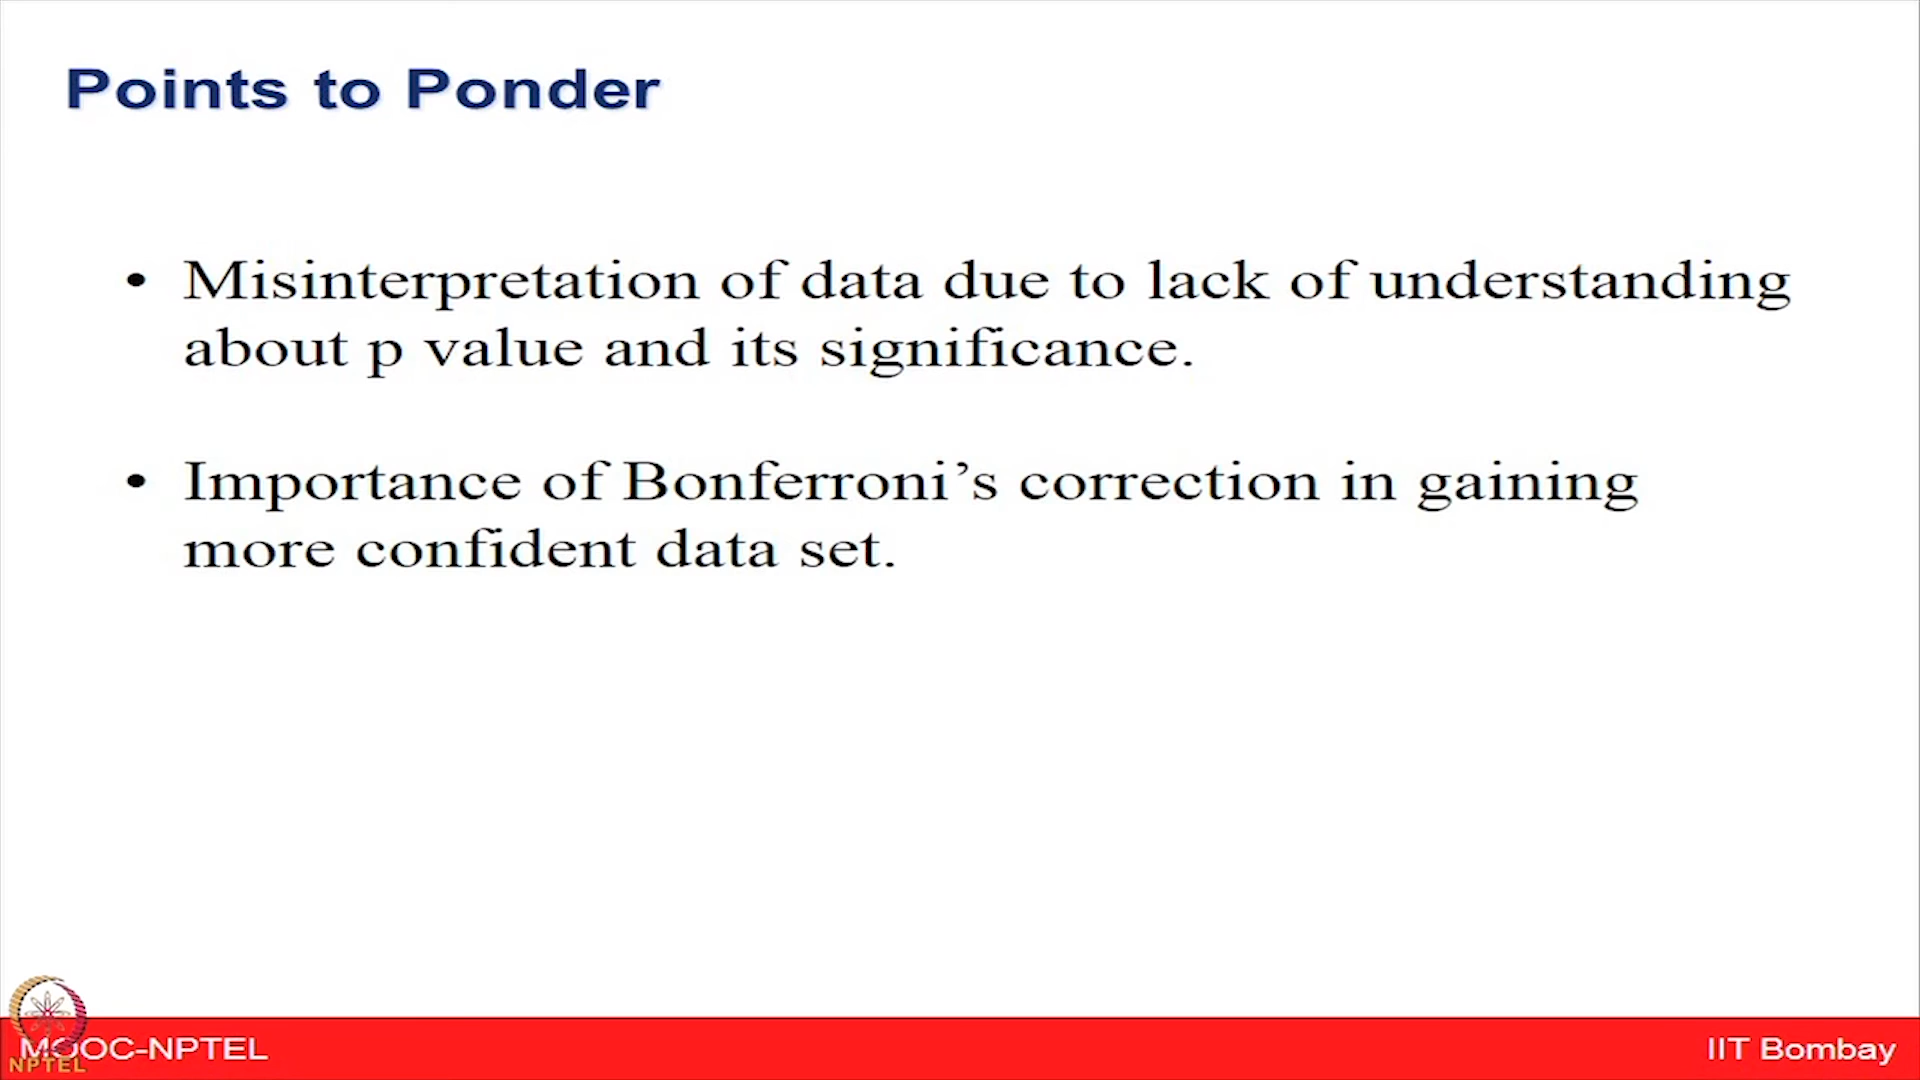 Points to Ponder
• Misinterpretation of data due to lack of understanding
about p value and its significance.
• Importance of Bonferroni’s correction in gaining
more confident data set.
MOOC-NPTEL
NPTEL
IIT Bombay